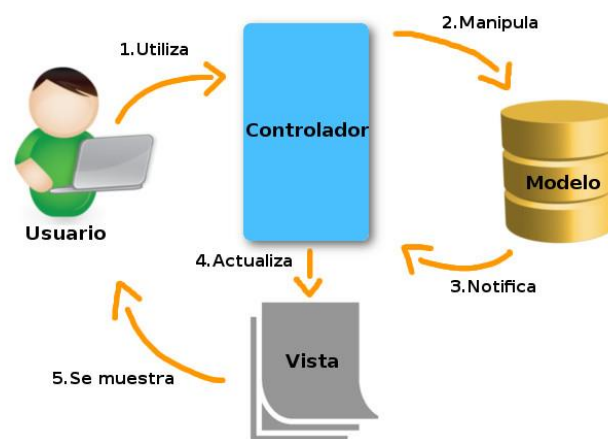 1.Utiliza
2.Manipula
Controlador
Modelo
Usuario
4.Actualiza
3.Notifica
Vista
5.Se muestra